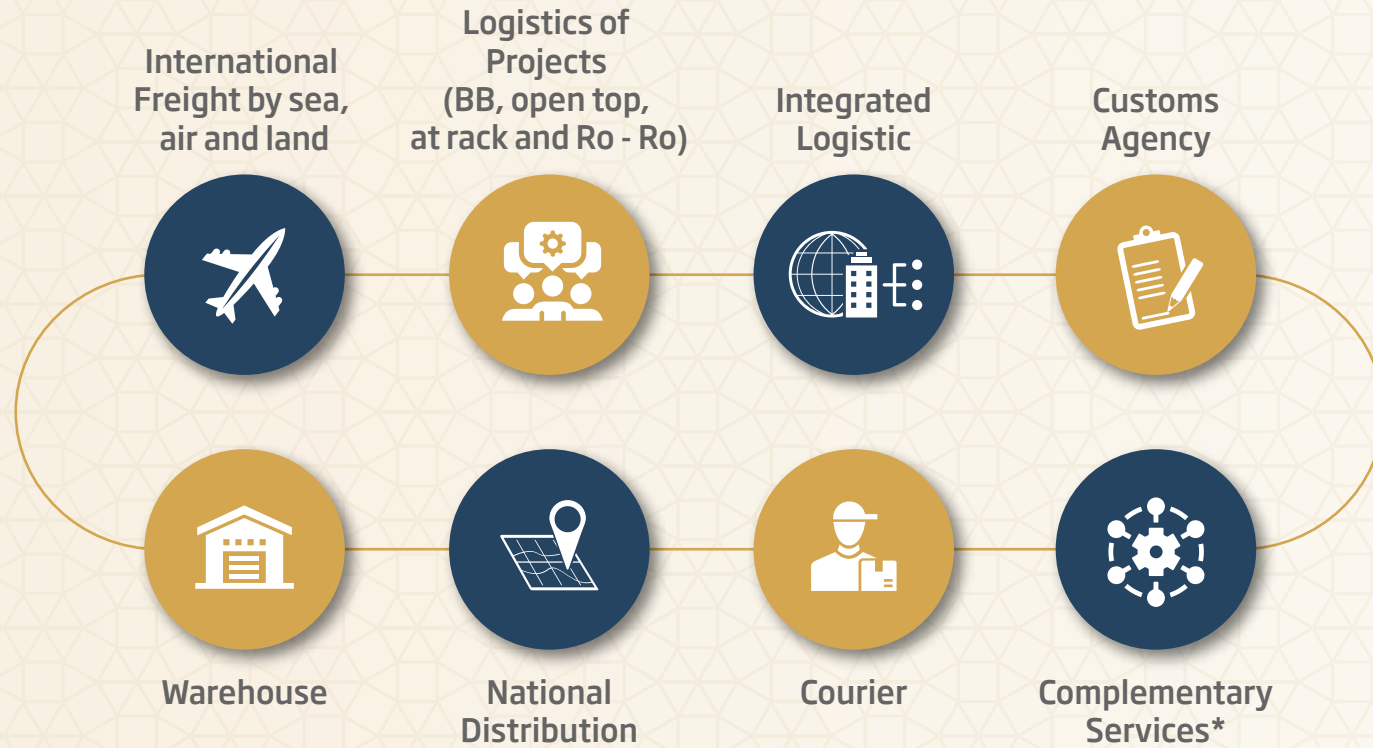 International
Freight by sea,
air and land
Logistics of
Projects
(BB, open top,
at rack and Ro - Ro)
Integrated
Logistic
Customs
Agency
Warehouse
National
Distribution
Courier
Complementary
Services*